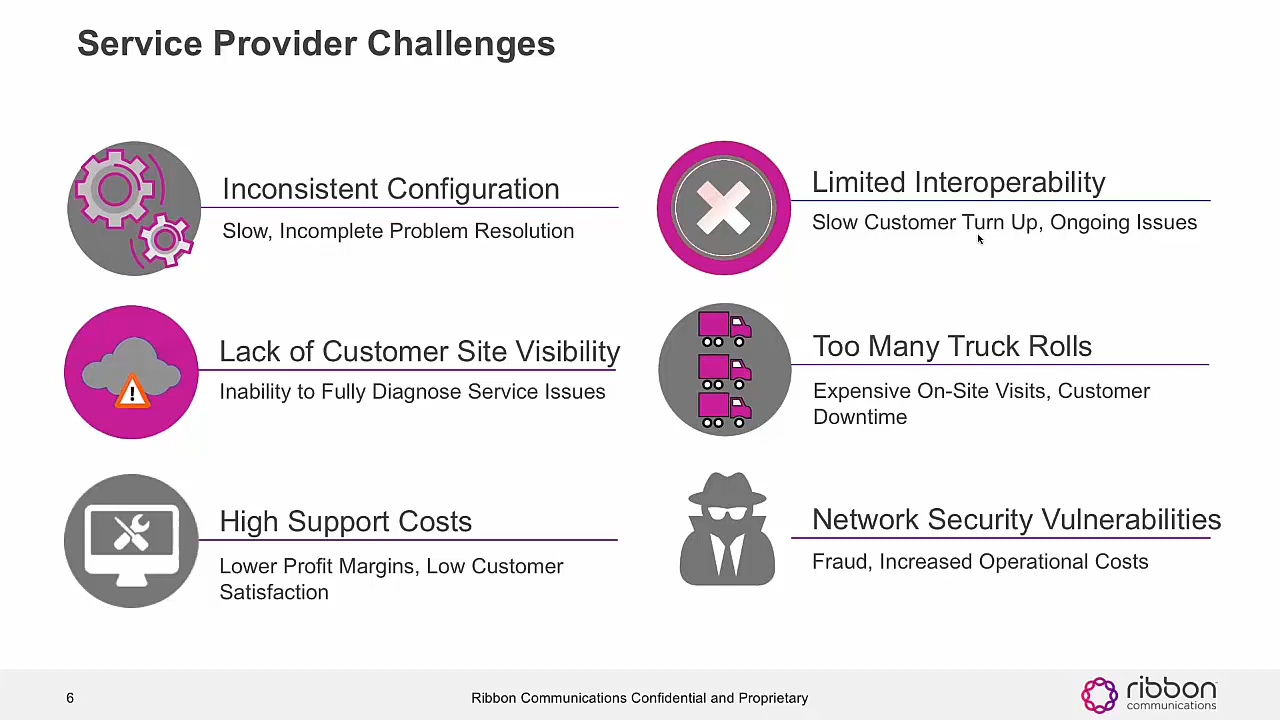 Service Provider Challenges
Inconsistent Configuration
Slow, Incomplete Problem Resolution
Limited Interoperability
Slow Customer Turn Up, Ongoing Issues
Lack of Customer Site Visibility
Inability to Fully Diagnose Service Issues
!
Too Many Truck Rolls
Expensive On-Site Visits, Customer
Downtime
High Support Costs
Lower Profit Margins, Low Customer
Satisfaction
Network Security Vulnerabilities
Fraud, Increased Operational Costs
6
Ribbon Communications Confidential and Proprietary
ribbon
communications